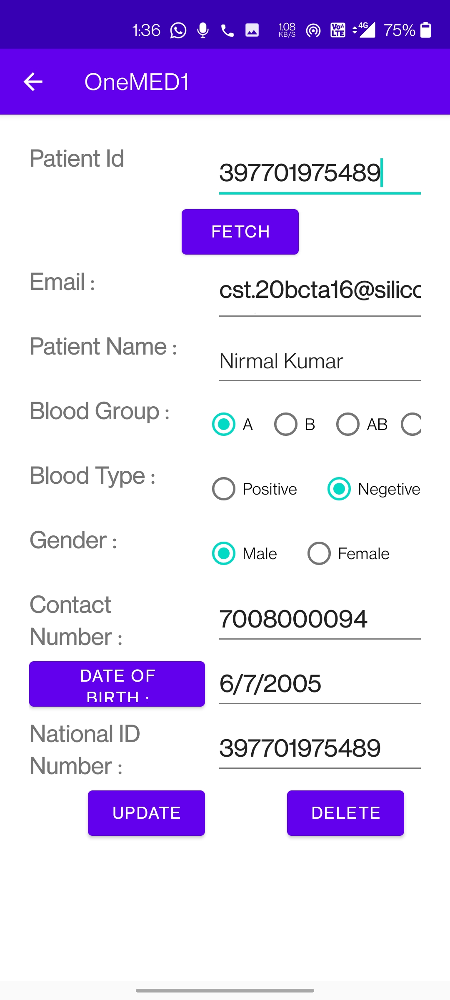 1:36 1.08 KB/S VoLTE 4G 75%
OneMED1
Patient Id
397701975489
FETCH
Email :
cst.20bcta16@silicc
Patient Name :
Nirmal Kumar
Blood Group :
A B AB
Blood Type :
Positive Negetive
Gender :
Male Female
Contact
Number :
7008000094
DATE OF
BIRTH :
6/7/2005
National ID
Number :
397701975489
UPDATE DELETE